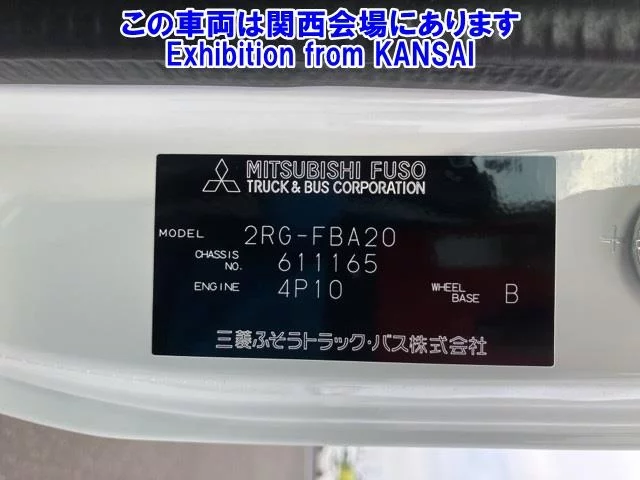 この車両は関西会場にあります
Exhibition from KANSAI
MITSUBISHI FUSO
TRUCK & BUS CORPORATION
MODEL 2RG-FBA20
CHASSIS NO. 611165
ENGINE 4P10 WHEEL BASE B
三菱ふそうトラック・バス株式会社